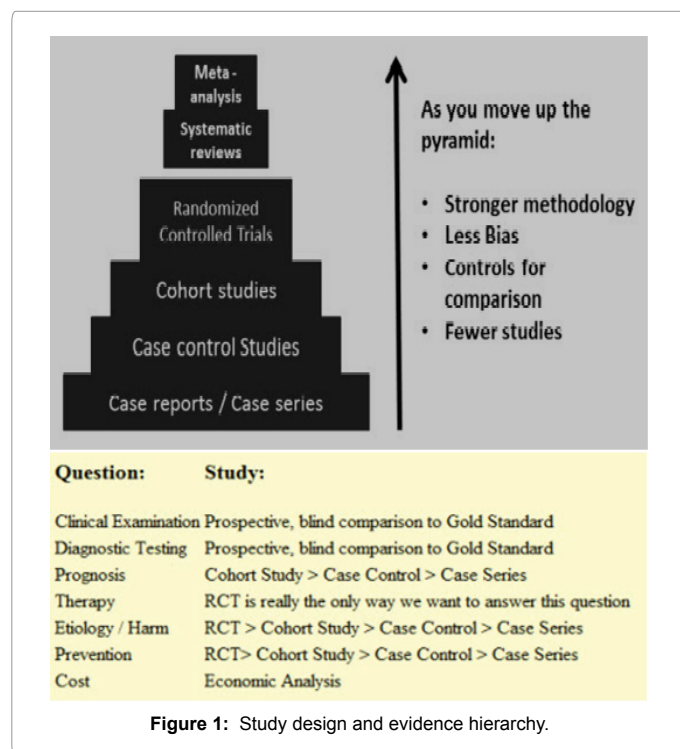 Meta -
analysis
Systematic
reviews
Randomized
Controlled Trials
Cohort studies
Case control Studies
Case reports / Case series
As you move up the
pyramid:
• Stronger methodology
• Less Bias
• Controls for
comparison
• Fewer studies
Question: Study:
Clinical Examination Prospective, blind comparison to Gold Standard
Diagnostic Testing Prospective, blind comparison to Gold Standard
Prognosis Cohort Study > Case Control > Case Series
Therapy RCT is really the only way we want to answer this question
Etiology / Harm RCT > Cohort Study > Case Control > Case Series
Prevention RCT> Cohort Study > Case Control > Case Series
Cost Economic Analysis
Figure 1: Study design and evidence hierarchy.